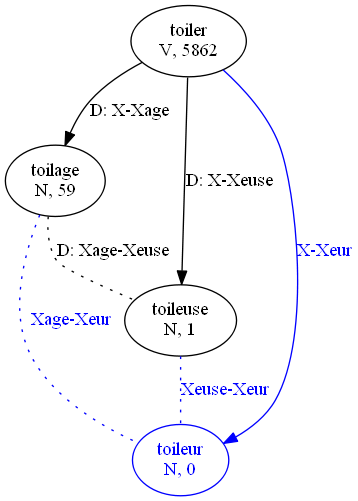 toiler
V, 5862
D: X-Xage
toilage
N, 59
D: X-Xeuse
X-Xeur
D: Xage-Xeuse
toileuse
N, 1
Xage-Xeur
Xeuse-Xeur
toileur
N, 0